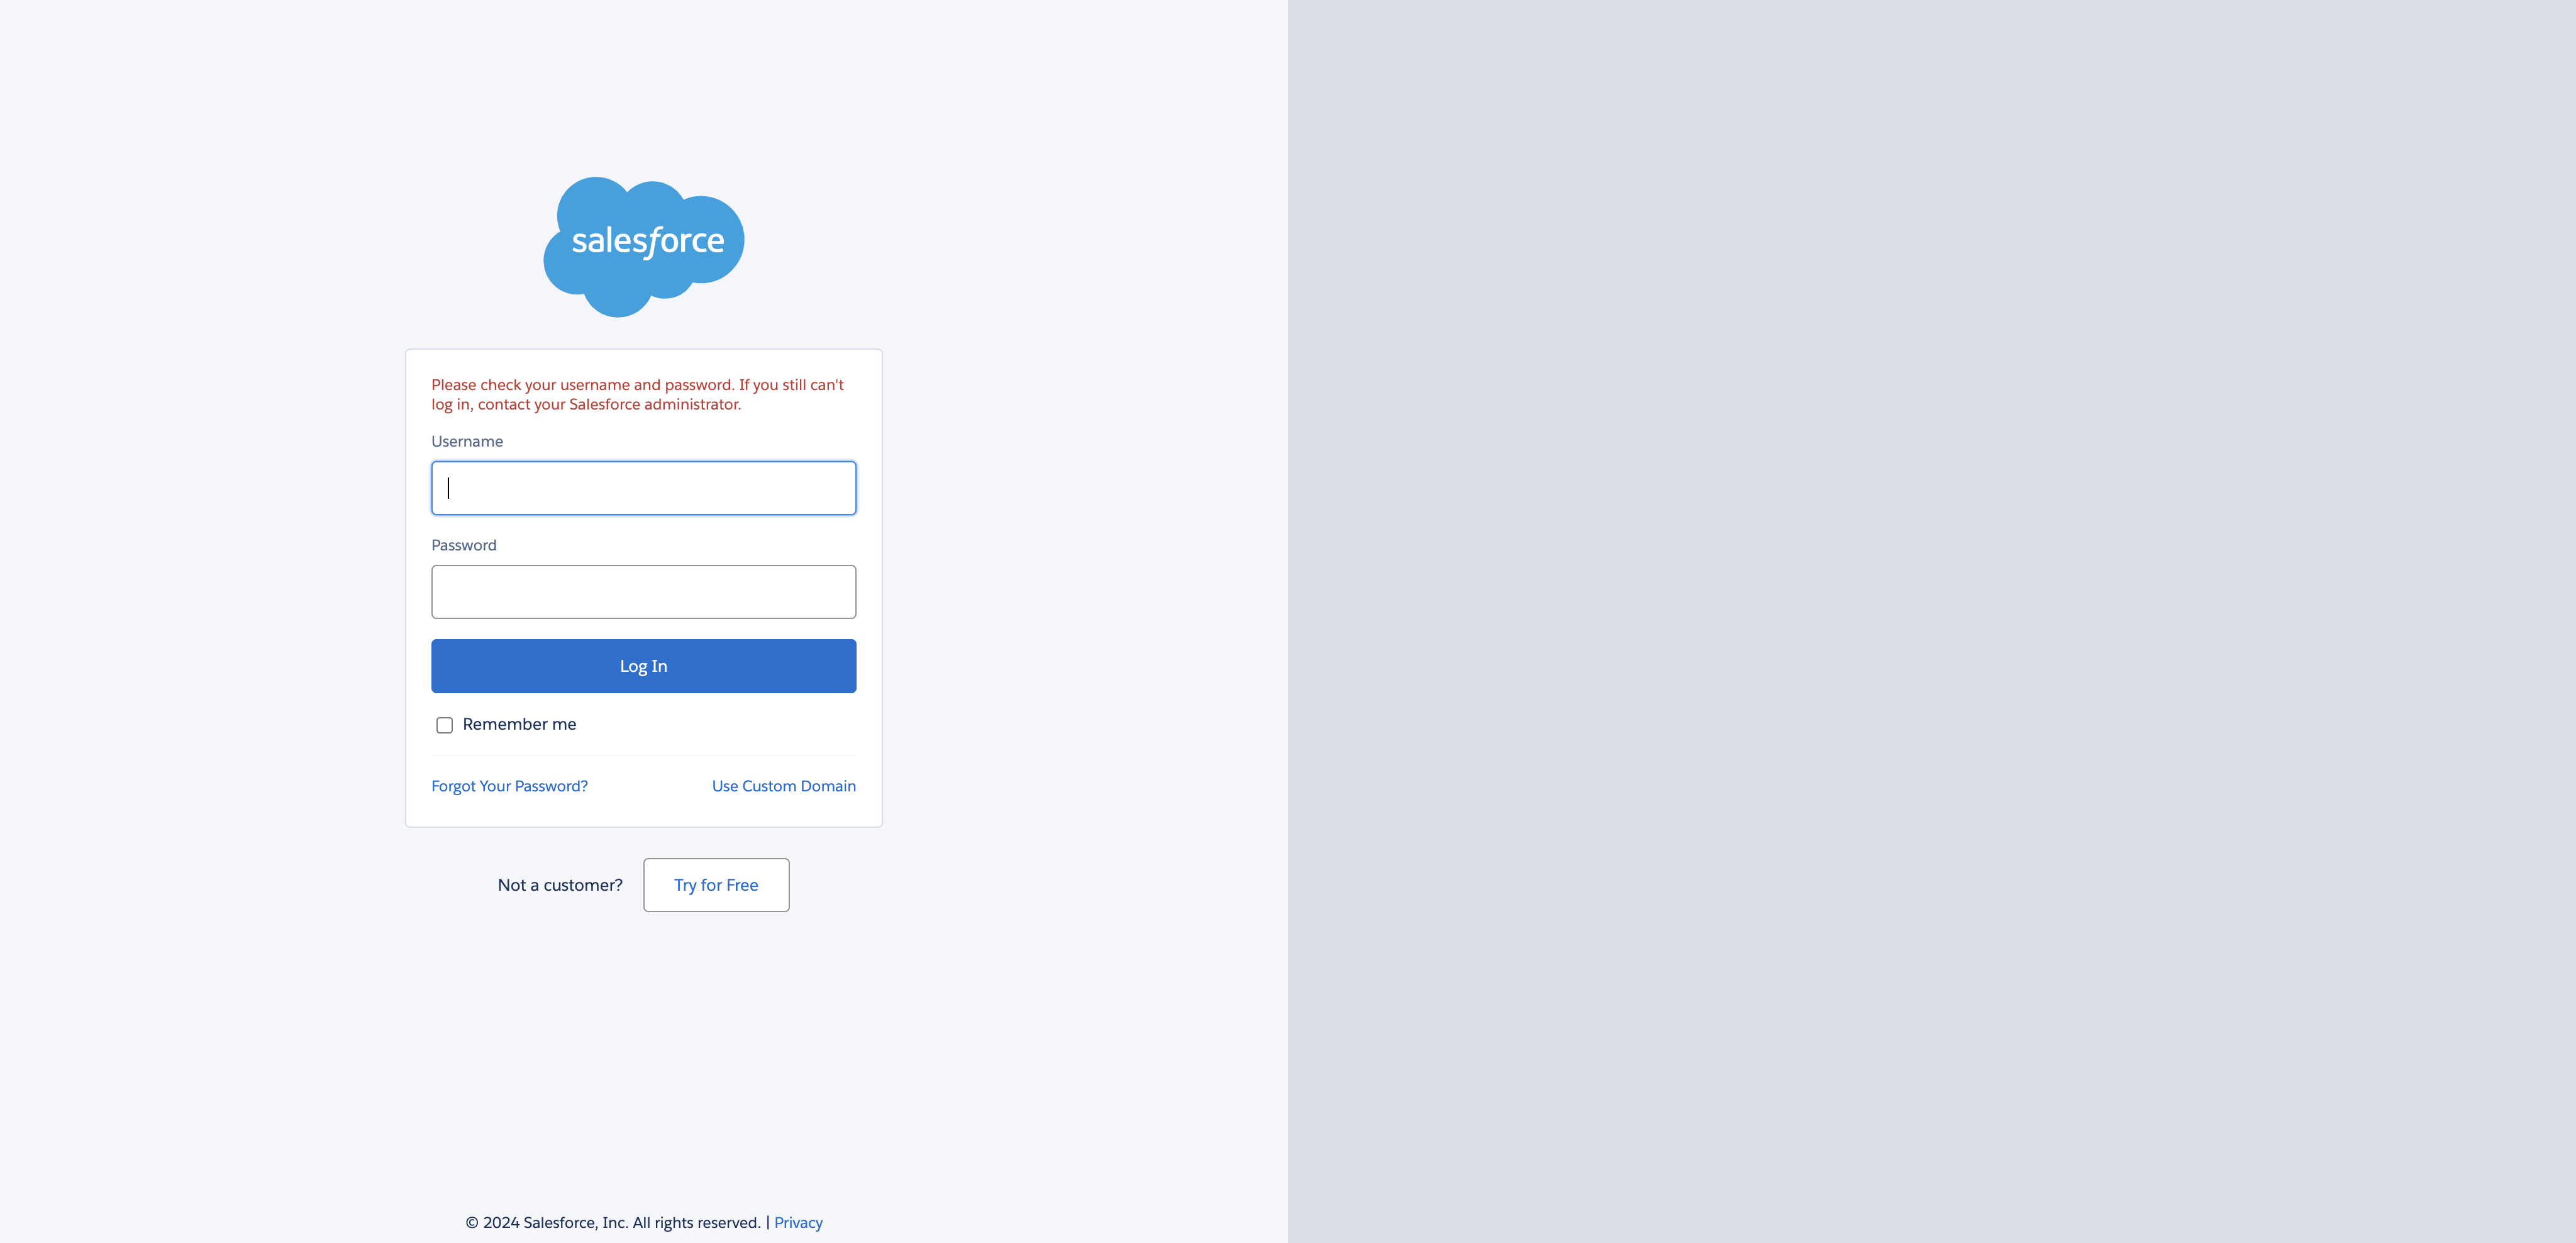 salesforce
Please check your username and password. If you still can't
log in, contact your Salesforce administrator.
Username
Password
Log In
Remember me
Forgot Your Password? Use Custom Domain
Not a customer? Try for Free
© 2024 Salesforce, Inc. All rights reserved. | Privacy